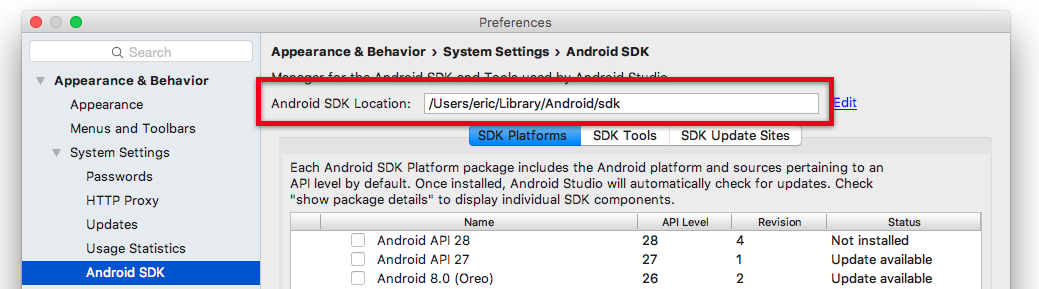 Preferences
Search
Appearance & Behavior
Appearance
Menus and Toolbars
System Settings
Passwords
HTTP Proxy
Updates
Usage Statistics
Android SDK
Appearance & Behavior › System Settings › Android SDK
Manager for the Android SDK and Tools used by Android Studio
Android SDK Location: /Users/eric/Library/Android/sdk Edit
SDK Platforms SDK Tools SDK Update Sites
Each Android SDK Platform package includes the Android platform and sources pertaining to an
API level by default. Once installed, Android Studio will automatically check for updates. Check
"show package details" to display individual SDK components.
Name API Level Revision Status
Android API 28 28 4 Not installed
Android API 27 27 1 Update available
Android 8.0 (Oreo) 26 2 Update available